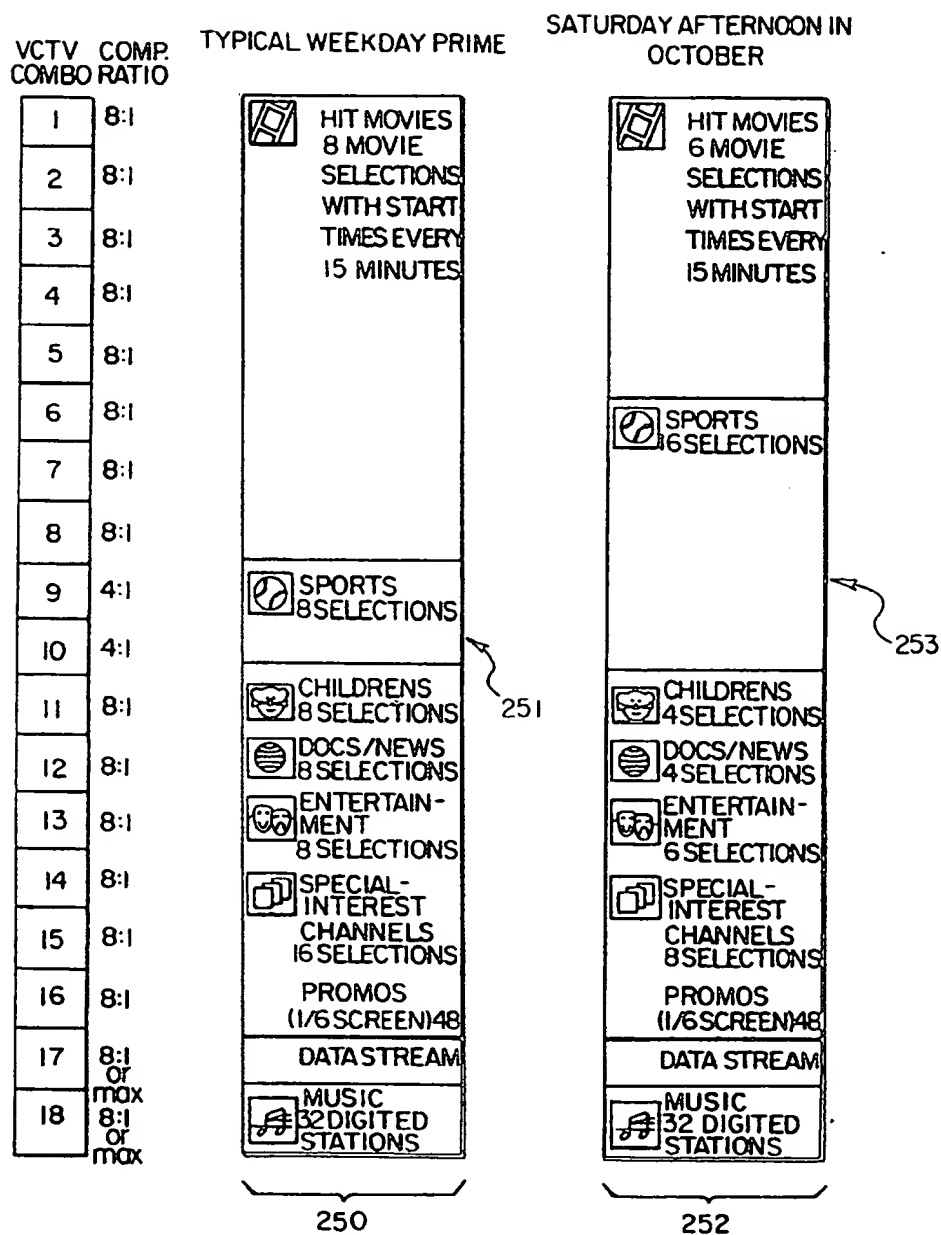 TYPICAL WEEKDAY PRIME
SATURDAY AFTERNOON IN
OCTOBER
VCTV COMP.
COMBO RATIO
1 8:1
2 8:1
3 8:1
4 8:1
5 8:1
6 8:1
7 8:1
8 8:1
9 4:1
10 4:1
11 8:1
12 8:1
13 8:1
14 8:1
15 8:1
16 8:1
17 8:1
or
max
18 8:1
or
max
HIT MOVIES
8 MOVIE
SELECTIONS
WITH START
TIMES EVERY
15 MINUTES
SPORTS
8 SELECTIONS
251
CHILDRENS
8 SELECTIONS
DOCS/NEWS
8 SELECTIONS
ENTERTAIN-
MENT
8 SELECTIONS
SPECIAL-
INTEREST
CHANNELS
16 SELECTIONS
PROMOS
(1/6 SCREEN)48
DATA STREAM
MUSIC
32 DIGITED
STATIONS
250
HIT MOVIES
6 MOVIE
SELECTIONS
WITH START
TIMES EVERY
15 MINUTES
SPORTS
16 SELECTIONS
253
CHILDRENS
4 SELECTIONS
DOCS/NEWS
4 SELECTIONS
ENTERTAIN-
MENT
6 SELECTIONS
SPECIAL-
INTEREST
CHANNELS
8 SELECTIONS
PROMOS
(1/6 SCREEN)48
DATA STREAM
MUSIC
32 DIGITED
STATIONS
252